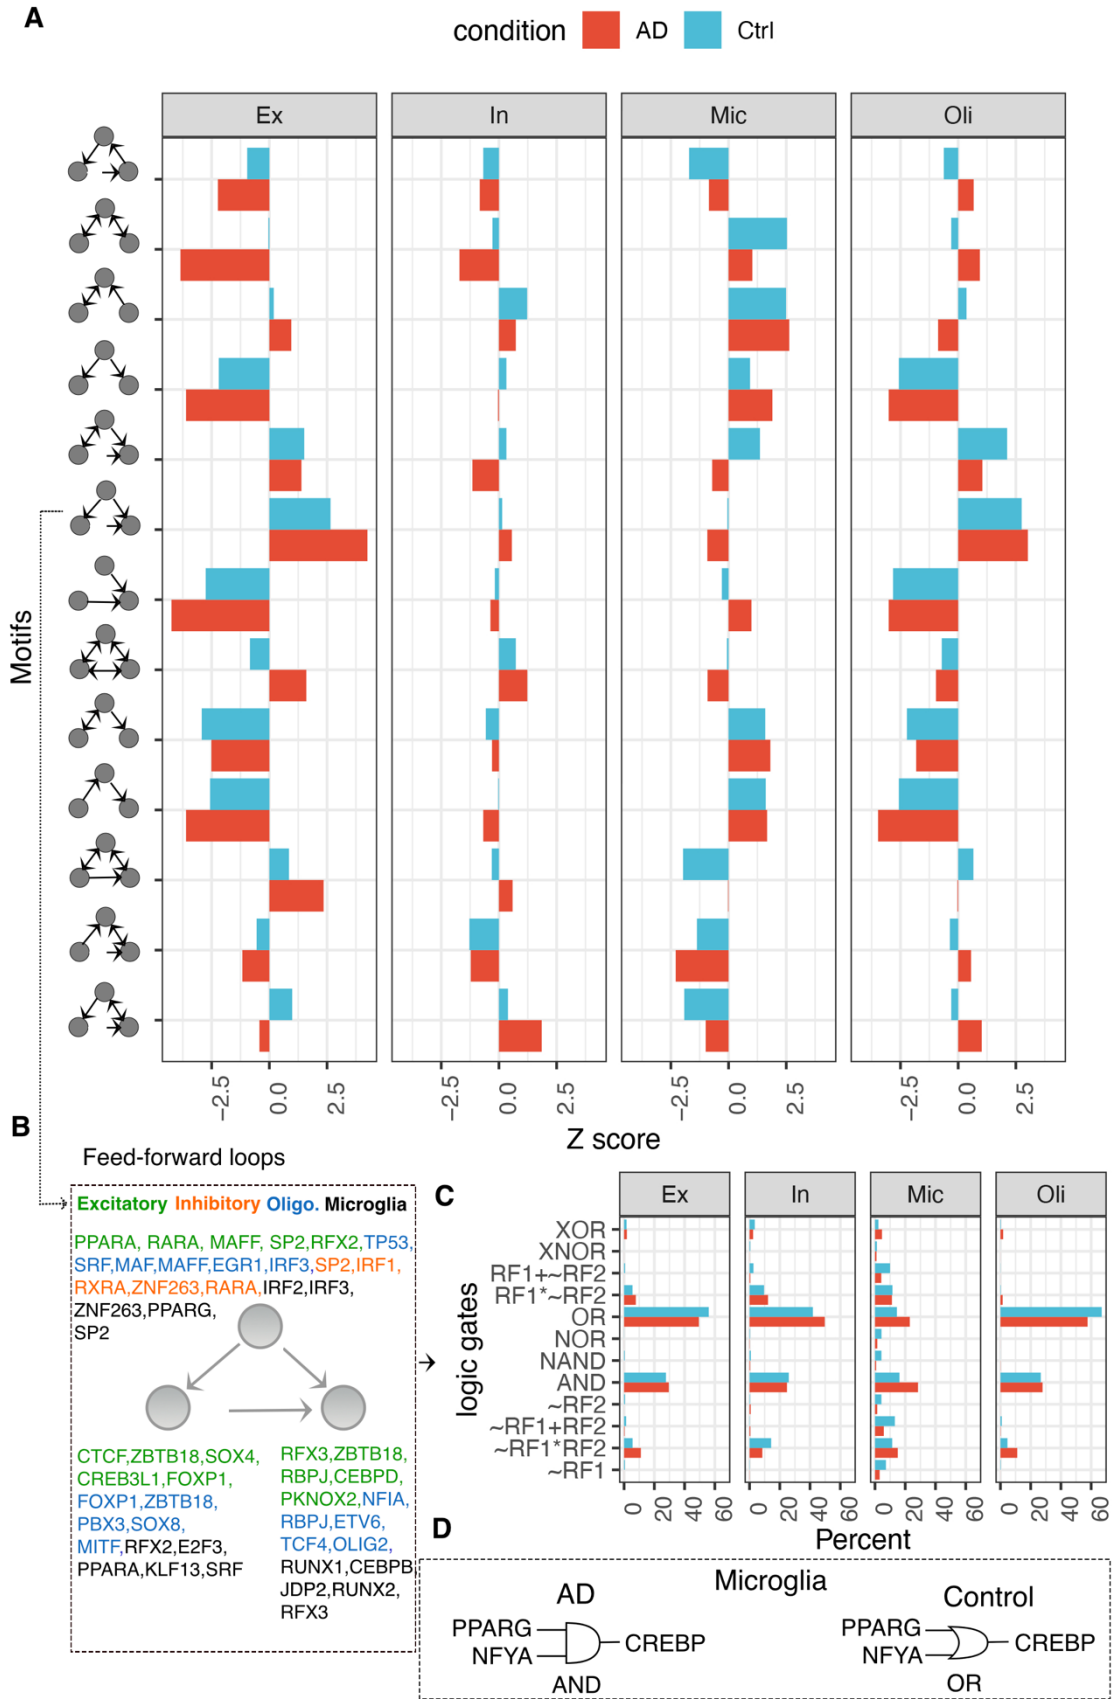 A
condition AD Ctrl
Ex In Mic Oli
Motifs
−2.5 0.0 2.5 −2.5 0.0 2.5 −2.5 0.0 2.5 −2.5 0.0 2.5
Z score
B
Feed-forward loops
Excitatory Inhibitory Oligo. Microglia
PPARA, RARA, MAFF, SP2,RFX2,TP53,
SRF,MAF,MAFF,EGR1,IRF3,SP2,IRF1,
RXRA,ZNF263,RARA,IRF2,IRF3,
ZNF263,PPARG,
SP2
CTCF,ZBTB18,SOX4,
CREB3L1,FOXP1,
FOXP1,ZBTB18,
PBX3,SOX8,
MITF,RFX2,E2F3,
PPARA,KLF13,SRF
RFX3,ZBTB18,
RBPJ,CEBPD,
PKNOX2,NFIA,
RBPJ,ETV6,
TCF4,OLIG2,
RUNX1,CEBPB,
JDP2,RUNX2,
RFX3
C
Ex In Mic Oli
logic gates
XOR
XNOR
RF1+~RF2
RF1*~RF2
OR
NOR
NAND
AND
~RF2
~RF1+RF2
~RF1*RF2
~RF1
0 20 40 60 0 20 40 60 0 20 40 60 0 20 40 60
Percent
D
Microglia
AD
PPARG
NFYA
CREBP
AND
Control
PPARG
NFYA
CREBP
OR